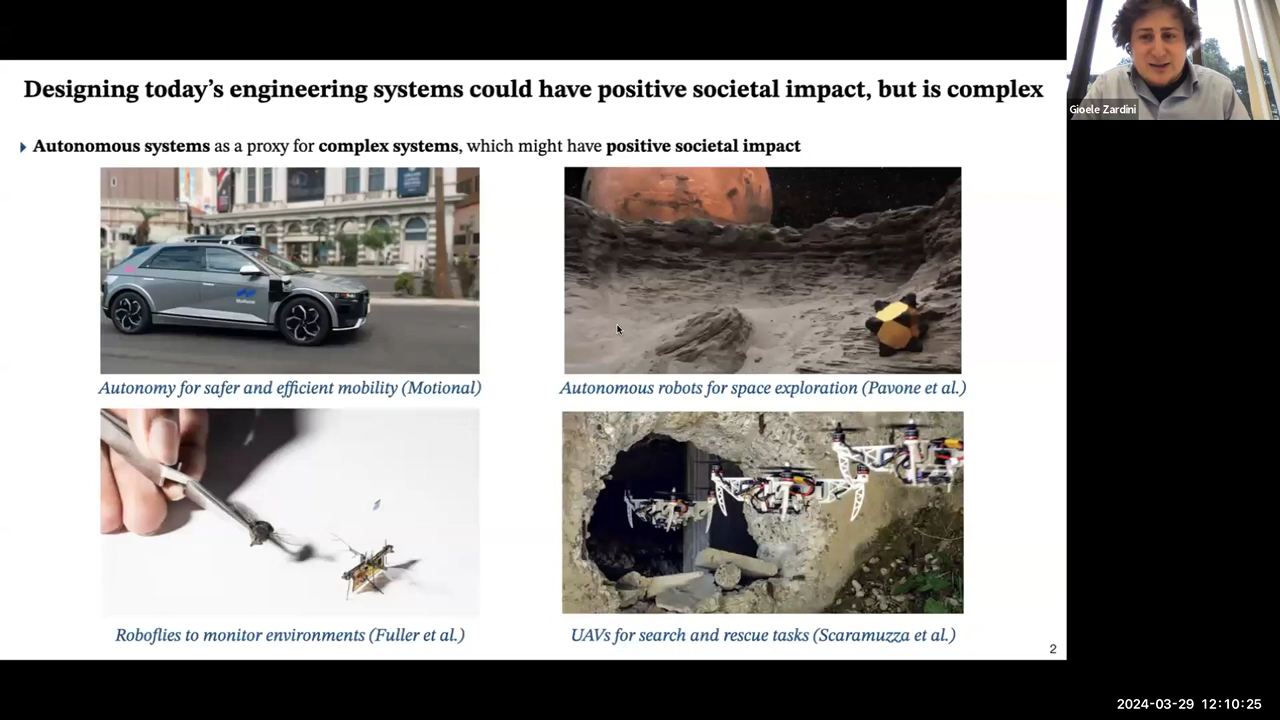 Designing today's engineering systems could have positive societal impact, but is complex
Gioele Zardini
Autonomous systems as a proxy for complex systems, which might have positive societal impact
Autonomy for safer and efficient mobility (Motional)
Autonomous robots for space exploration (Pavone et al.)
Roboflies to monitor environments (Fuller et al.)
UAVs for search and rescue tasks (Scaramuzza et al.)
2
2024-03-29 12:10:25